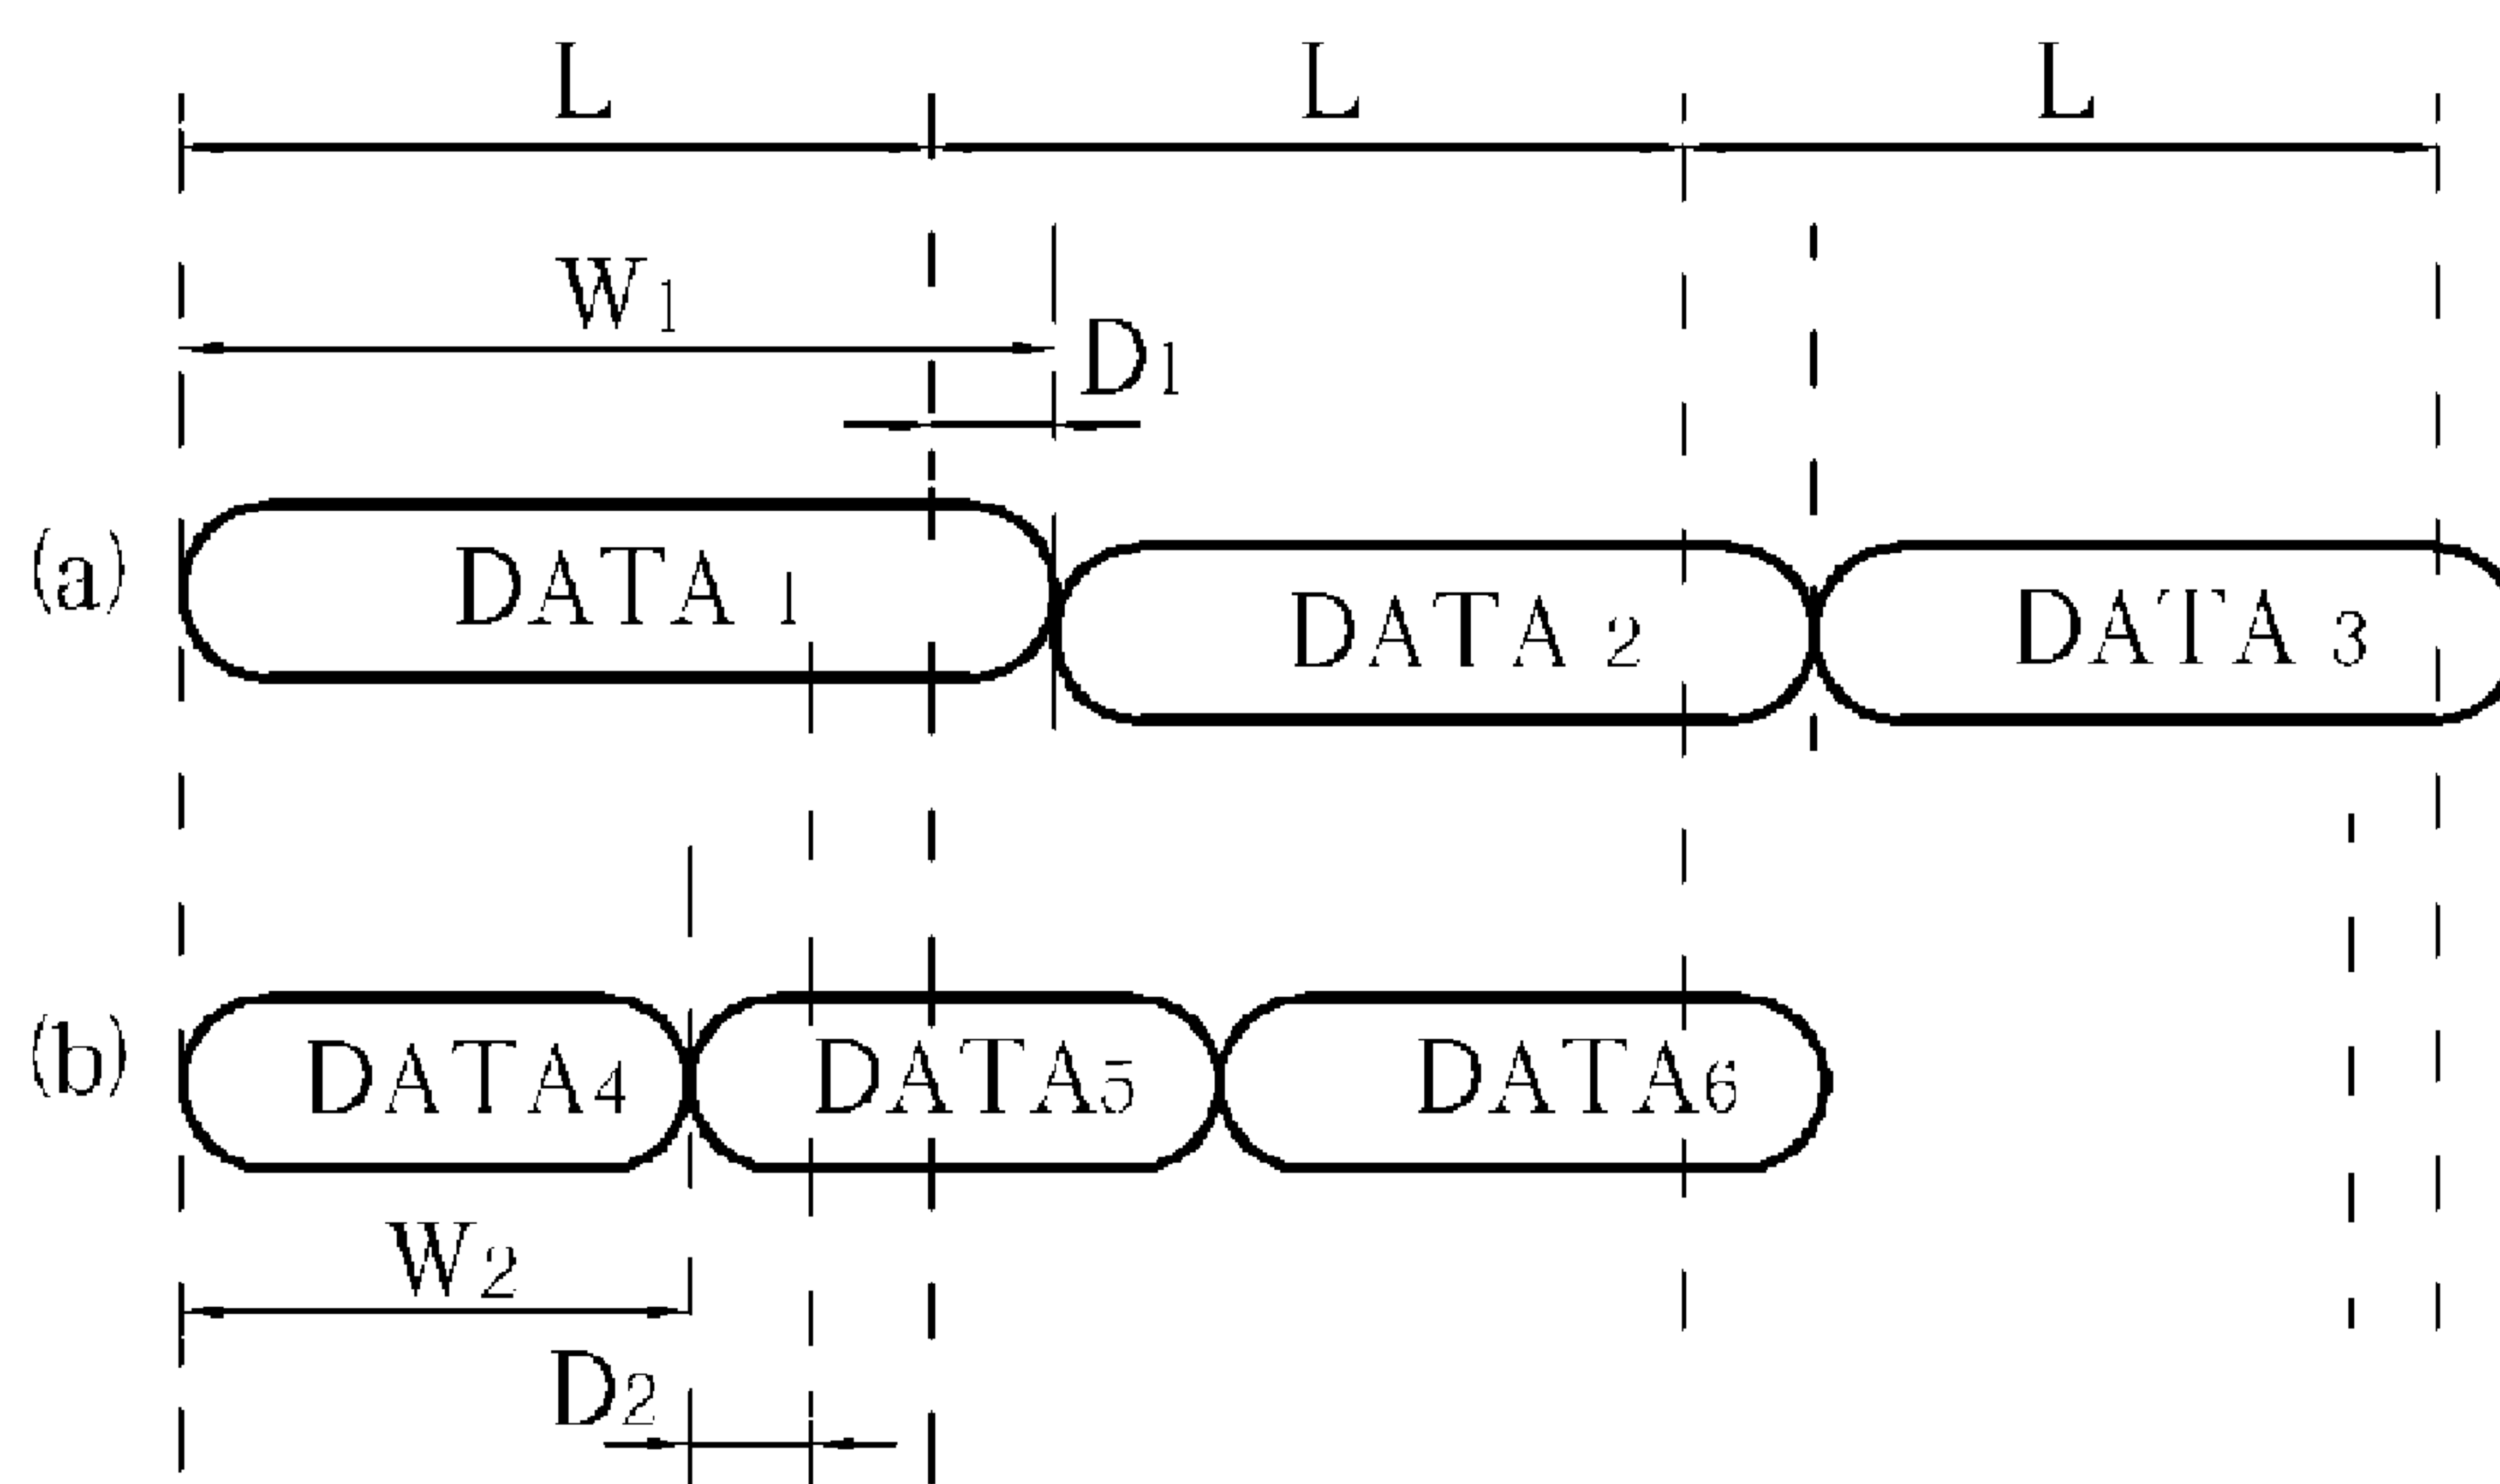 L L L
W1
D1
(a) DATA 1 DATA 2 DATA 3
(b) DATA4 DATA5 DATA6
W2
D2